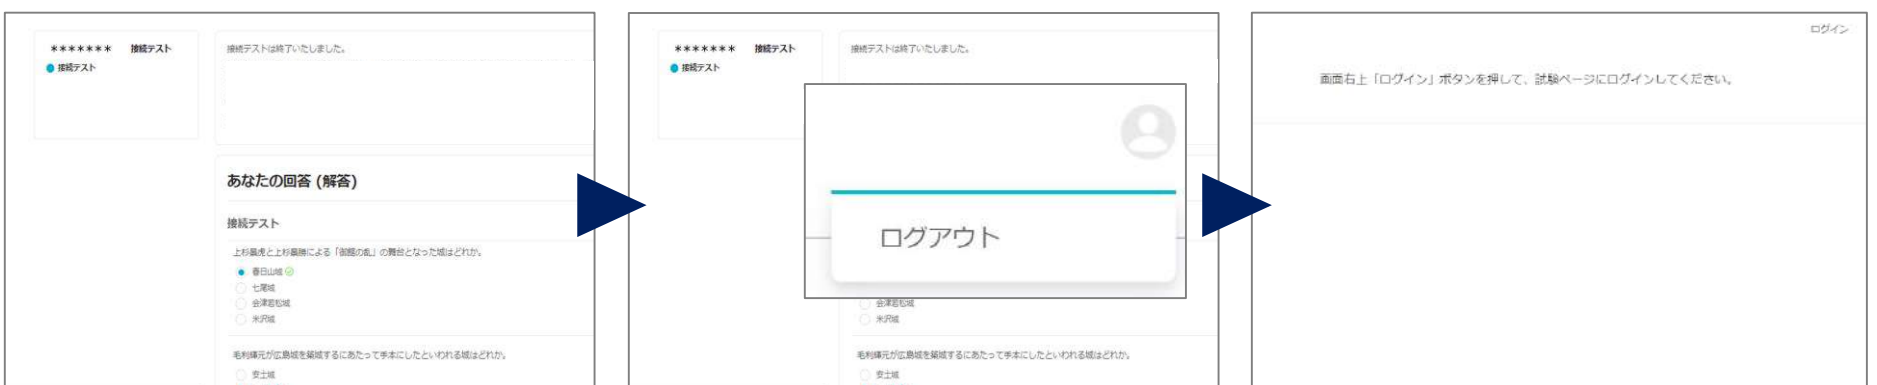 ******* 接続テスト
接続テスト
接続テストは終了いたしました。
あなたの回答 (解答)
接続テスト
上杉景虎と上杉景勝による「御館の乱」の舞台となった城はどれか。
春日山城
七尾城
会津若松城
米沢城
毛利輝元が広島城を築城するにあたって手本にしたといわれる城はどれか。
安土城
******* 接続テスト
接続テスト
接続テストは終了いたしました。
ログアウト
会津若松城
米沢城
毛利輝元が広島城を築城するにあたって手本にしたといわれる城はどれか。
安土城
ログイン
画面右上「ログイン」ボタンを押して、試験ページにログインしてください。